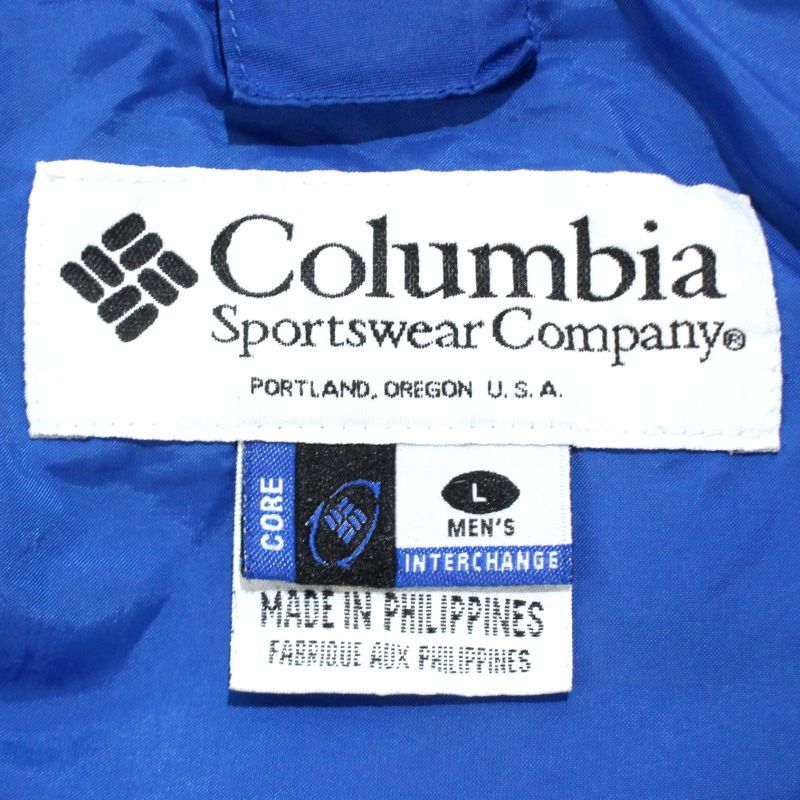 Columbia
Sportswear Company®
PORTLAND, OREGON U.S.A.
CORE
L
MEN'S
INTERCHANGE
MADE IN PHILIPPINES
FABRIQUE AUX PHILIPPINES